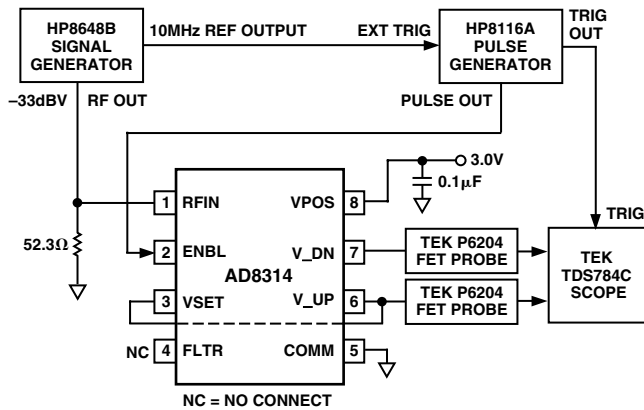 HP8648B
SIGNAL
GENERATOR
10MHz REF OUTPUT
EXT TRIG
HP8116A
PULSE
GENERATOR
TRIG
OUT
–33dBV
RF OUT
PULSE OUT
3.0V
0.1μF
1
RFIN
VPOS
8
TRIG
52.3Ω
2
ENBL
V_DN
7
TEK P6204
FET PROBE
TEK
TDS784C
SCOPE
AD8314
3
VSET
V_UP
6
TEK P6204
FET PROBE
NC
4
FLTR
COMM
5
NC = NO CONNECT